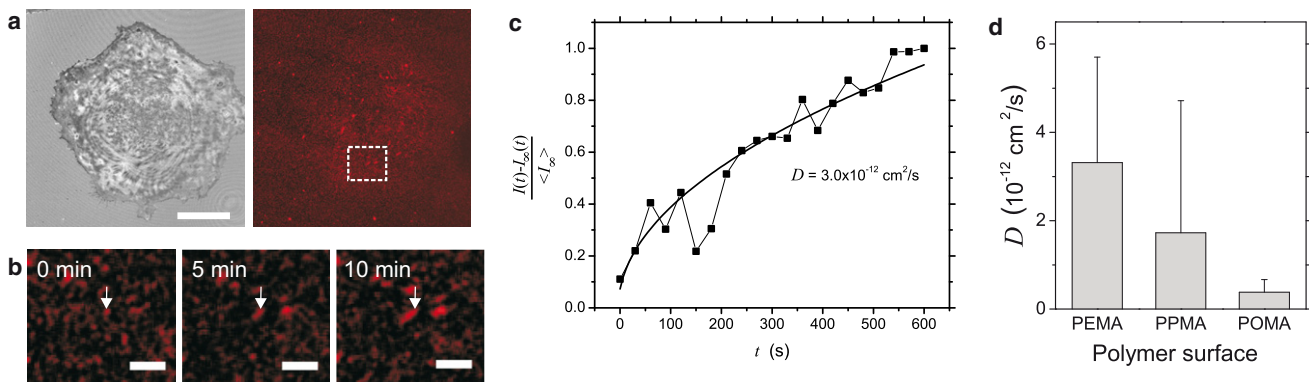 a
b
0 min
5 min
10 min
c
I(t)-I∞(t)
<I∞>
1.0
0.8
0.6
0.4
0.2
0.0
D = 3.0x10⁻¹² cm²/s
0
100
200
300
400
500
600
t (s)
d
D (10⁻¹² cm²/s)
6
4
2
0
PEMA
PPMA
POMA
Polymer surface